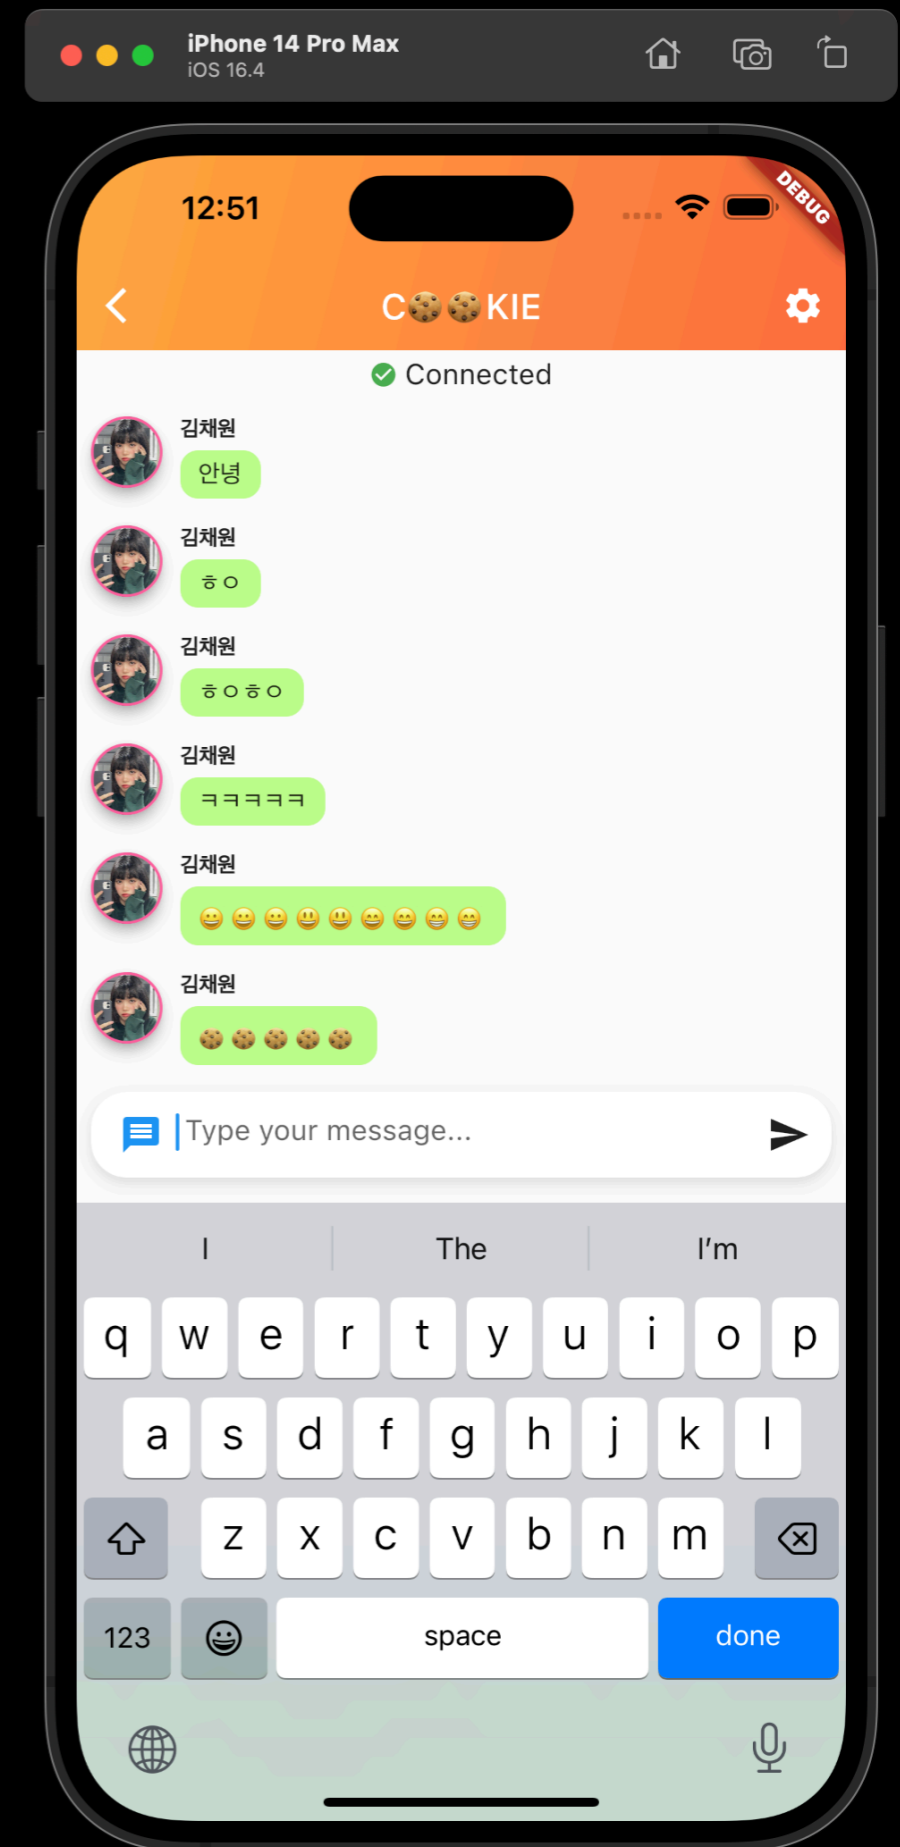 iPhone 14 Pro Max
iOS 16.4
DEBUG
12:51
C🍪🍪KIE
Connected
김채원
안녕
김채원
ㅎㅇ
김채원
ㅎㅇㅎㅇ
김채원
ㅋㅋㅋㅋㅋ
김채원
😀😀😀😃😃😄😄😁😁
김채원
🍪🍪🍪🍪🍪
Type your message...
I The I’m
q w e r t y u i o p
a s d f g h j k l
z x c v b n m
123 space done